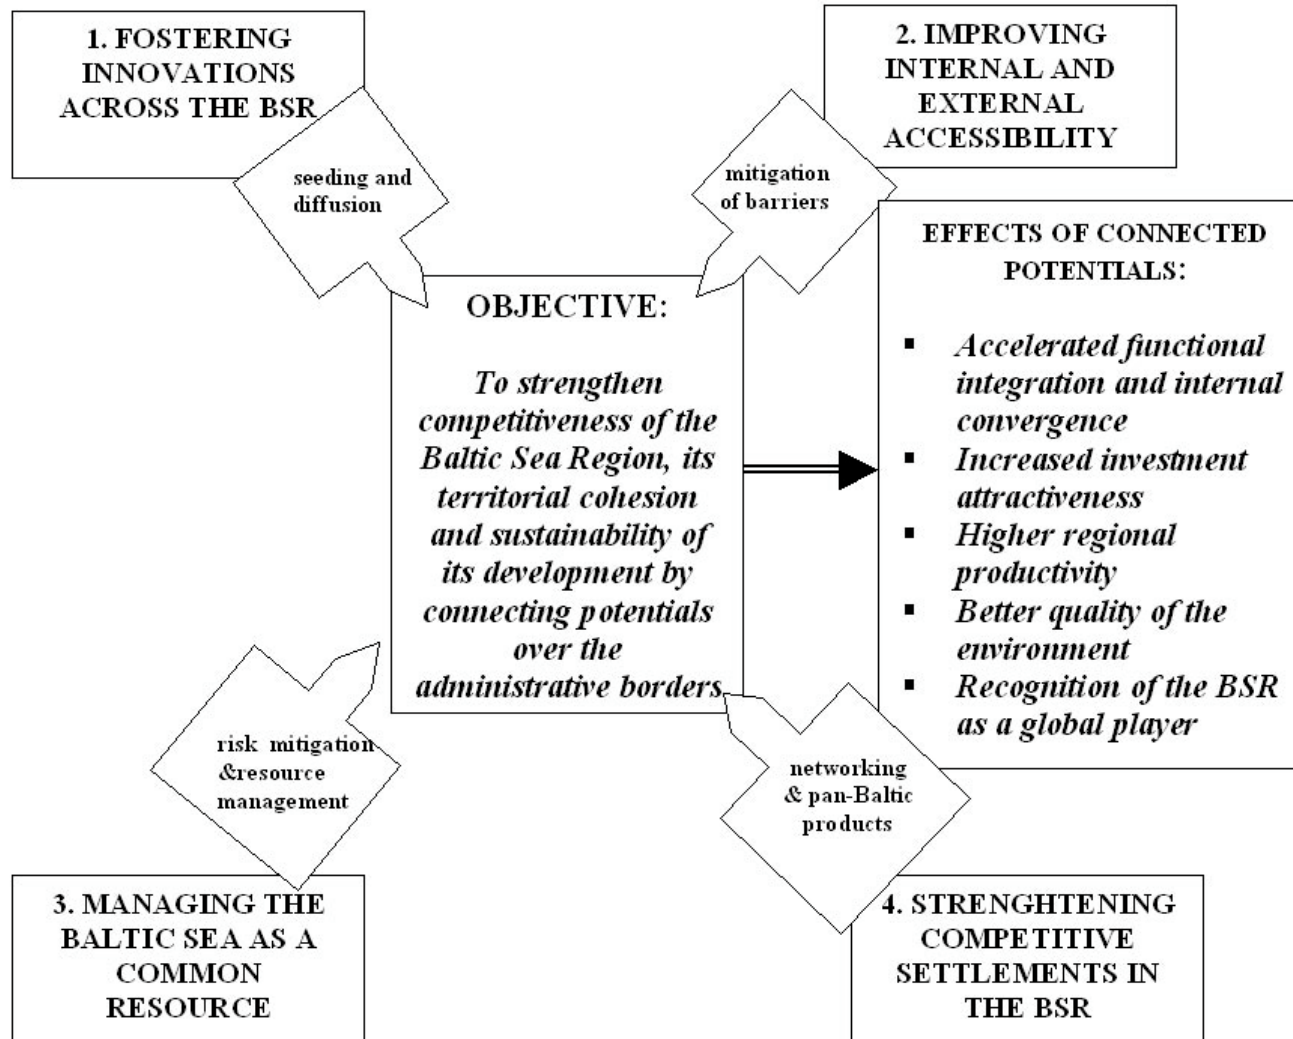 1. FOSTERING
INNOVATIONS
ACROSS THE BSR
seeding and
diffusion
2. IMPROVING
INTERNAL AND
EXTERNAL
ACCESSIBILITY
mitigation
of barriers
OBJECTIVE:
To strengthen
competitiveness of the
Baltic Sea Region, its
territorial cohesion
and sustainability of
its development by
connecting potentials
over the
administrative borders
EFFECTS OF CONNECTED
POTENTIALS:
▪ Accelerated functional
integration and internal
convergence
▪ Increased investment
attractiveness
▪ Higher regional
productivity
▪ Better quality of the
environment
▪ Recognition of the BSR
as a global player
risk mitigation
&resource
management
networking
& pan-Baltic
products
3. MANAGING THE
BALTIC SEA AS A
COMMON
RESOURCE
4. STRENGHTENING
COMPETITIVE
SETTLEMENTS IN
THE BSR